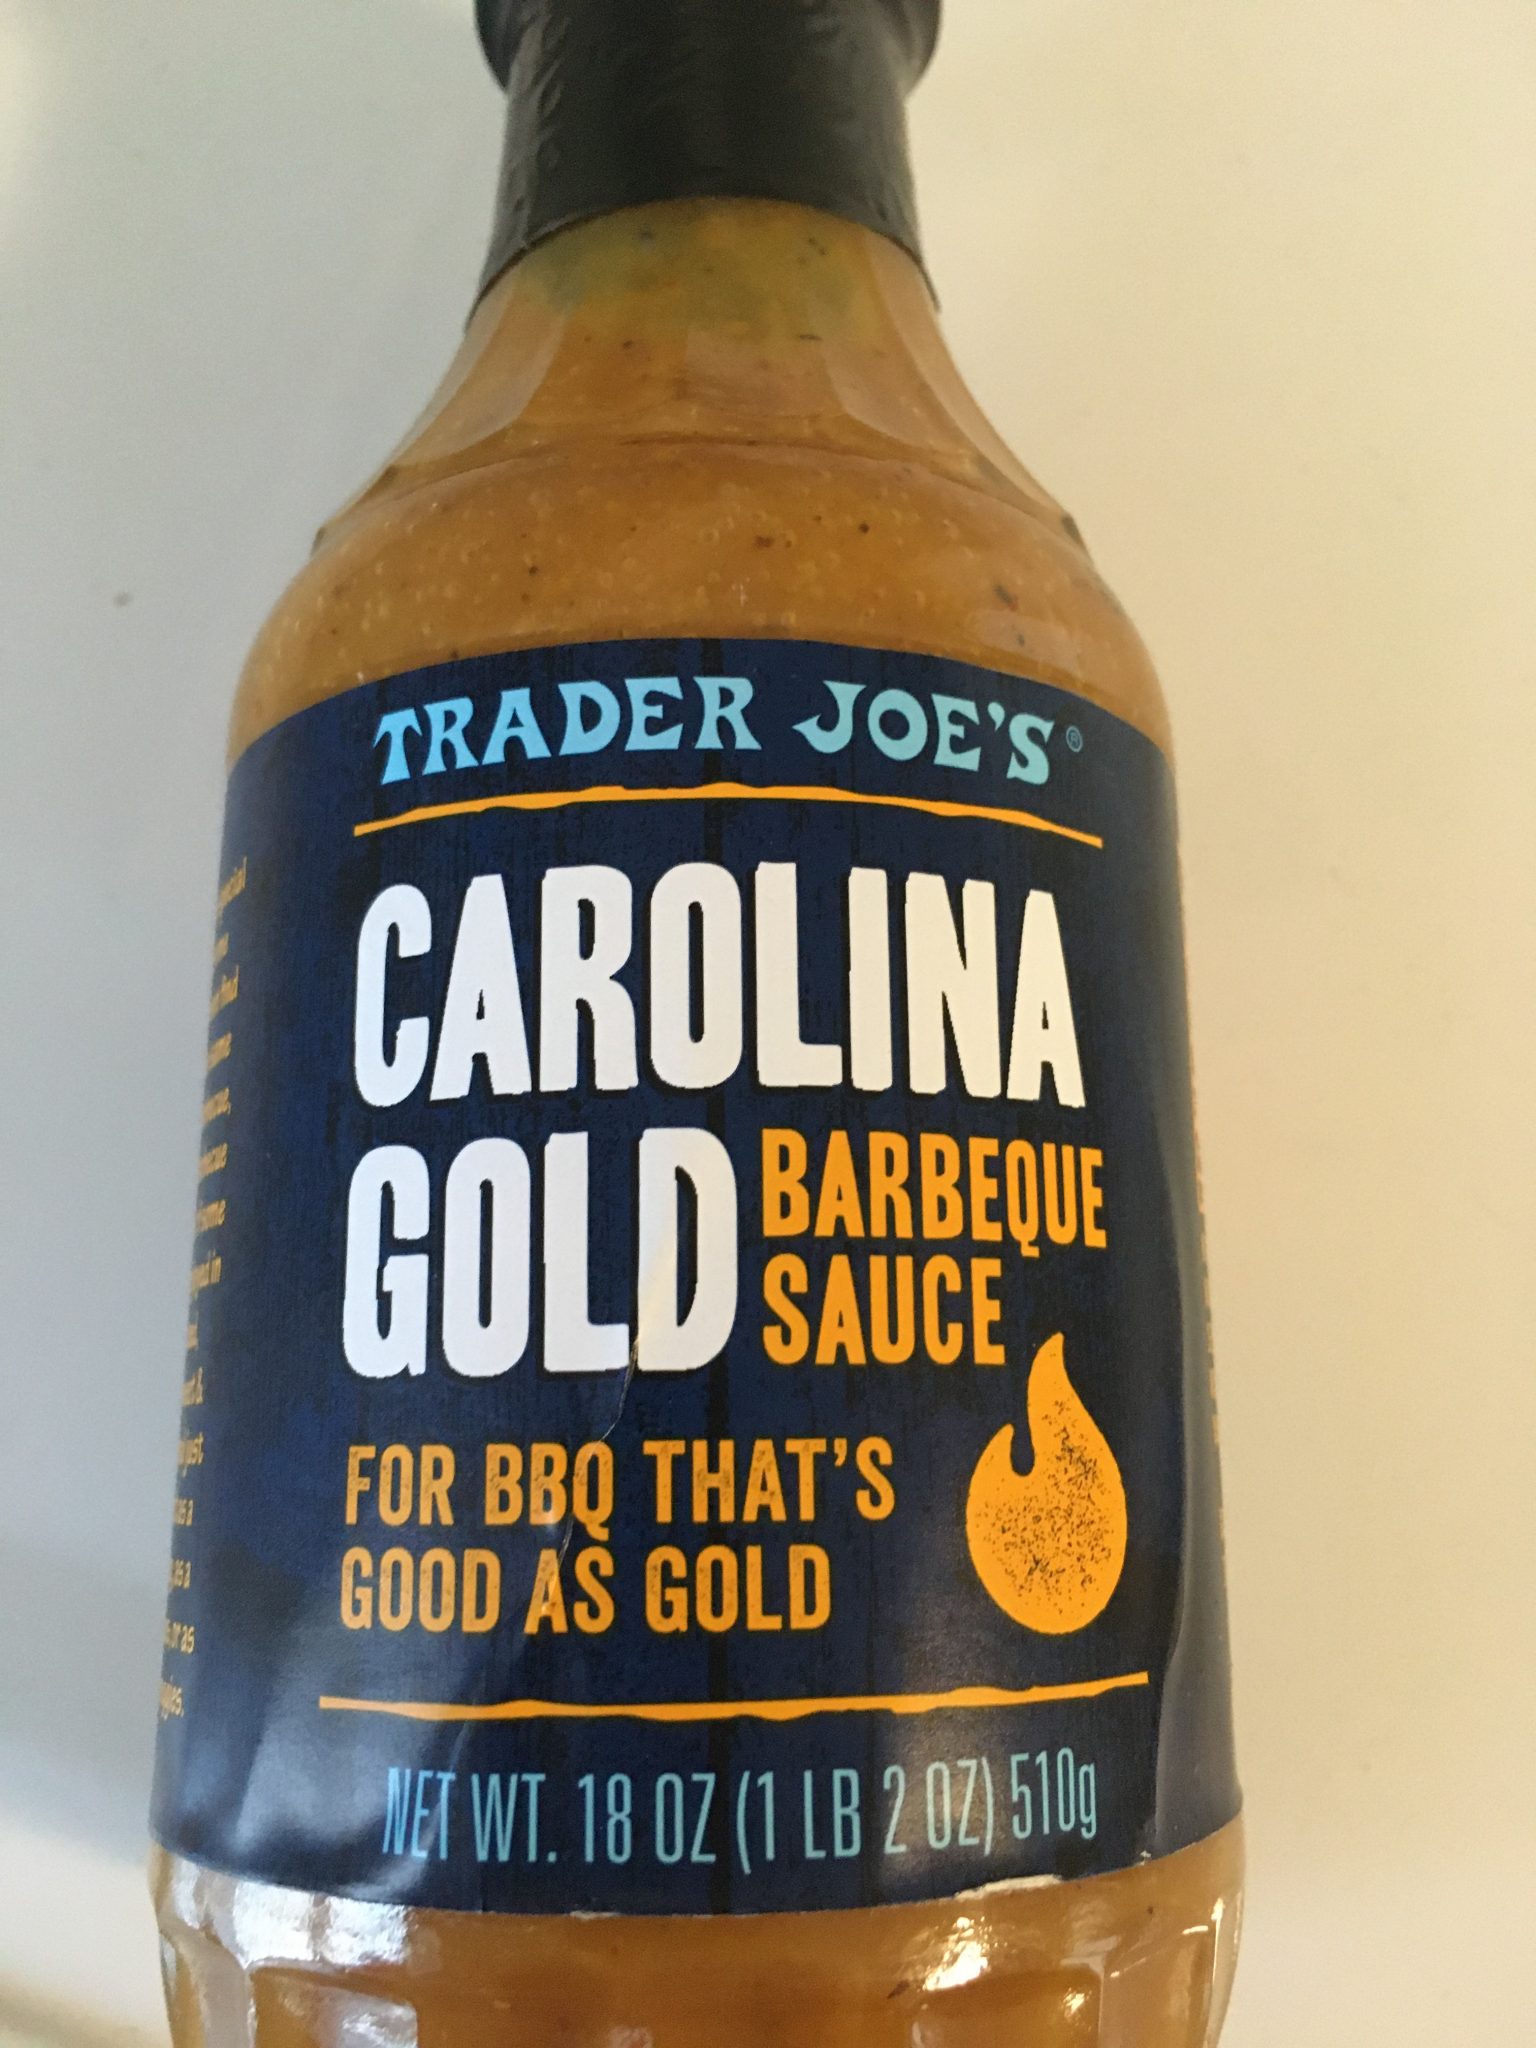 TRADER JOE'S®
CAROLINA
GOLD BARBEQUE
SAUCE
FOR BBQ THAT'S
GOOD AS GOLD
NET WT. 18 OZ (1 LB 2 OZ) 510g